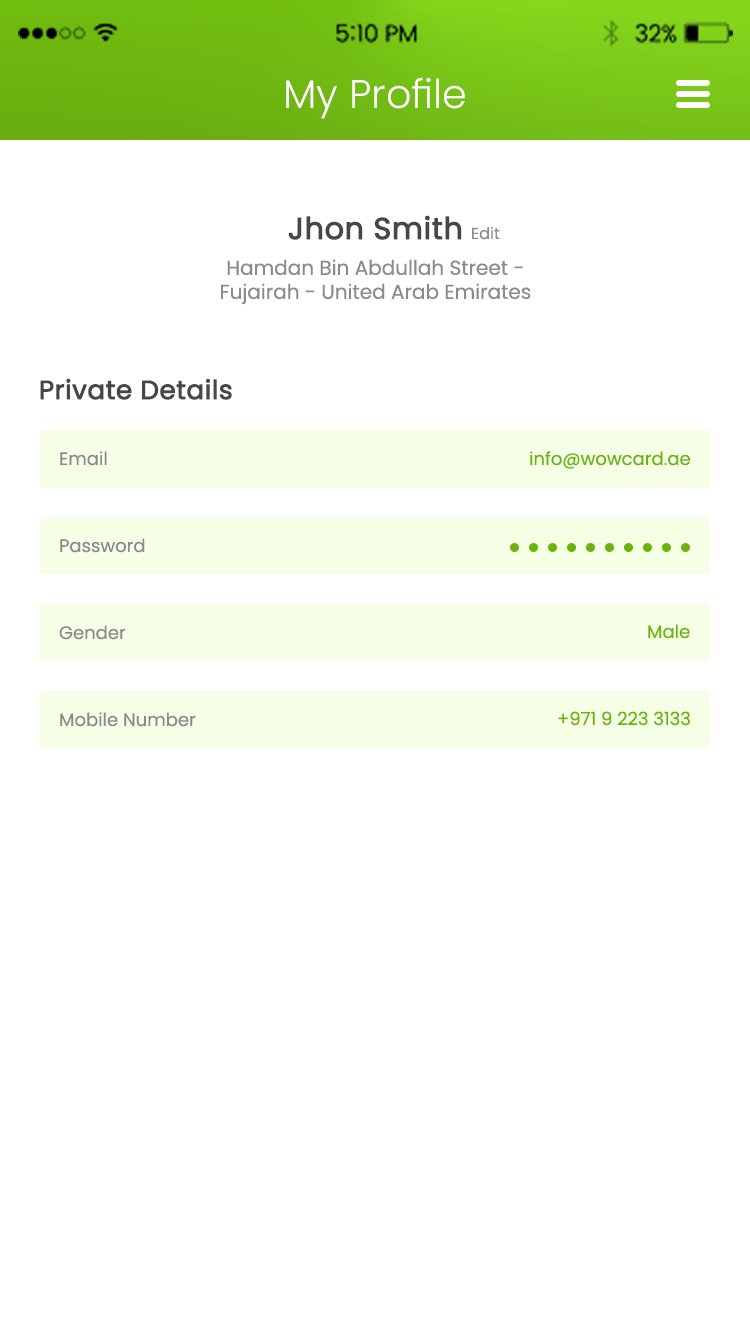 5:10 PM 32%
My Profile
Jhon Smith Edit
Hamdan Bin Abdullah Street -
Fujairah - United Arab Emirates
Private Details
Email info@wowcard.ae
Password ••••••••••
Gender Male
Mobile Number +971 9 223 3133